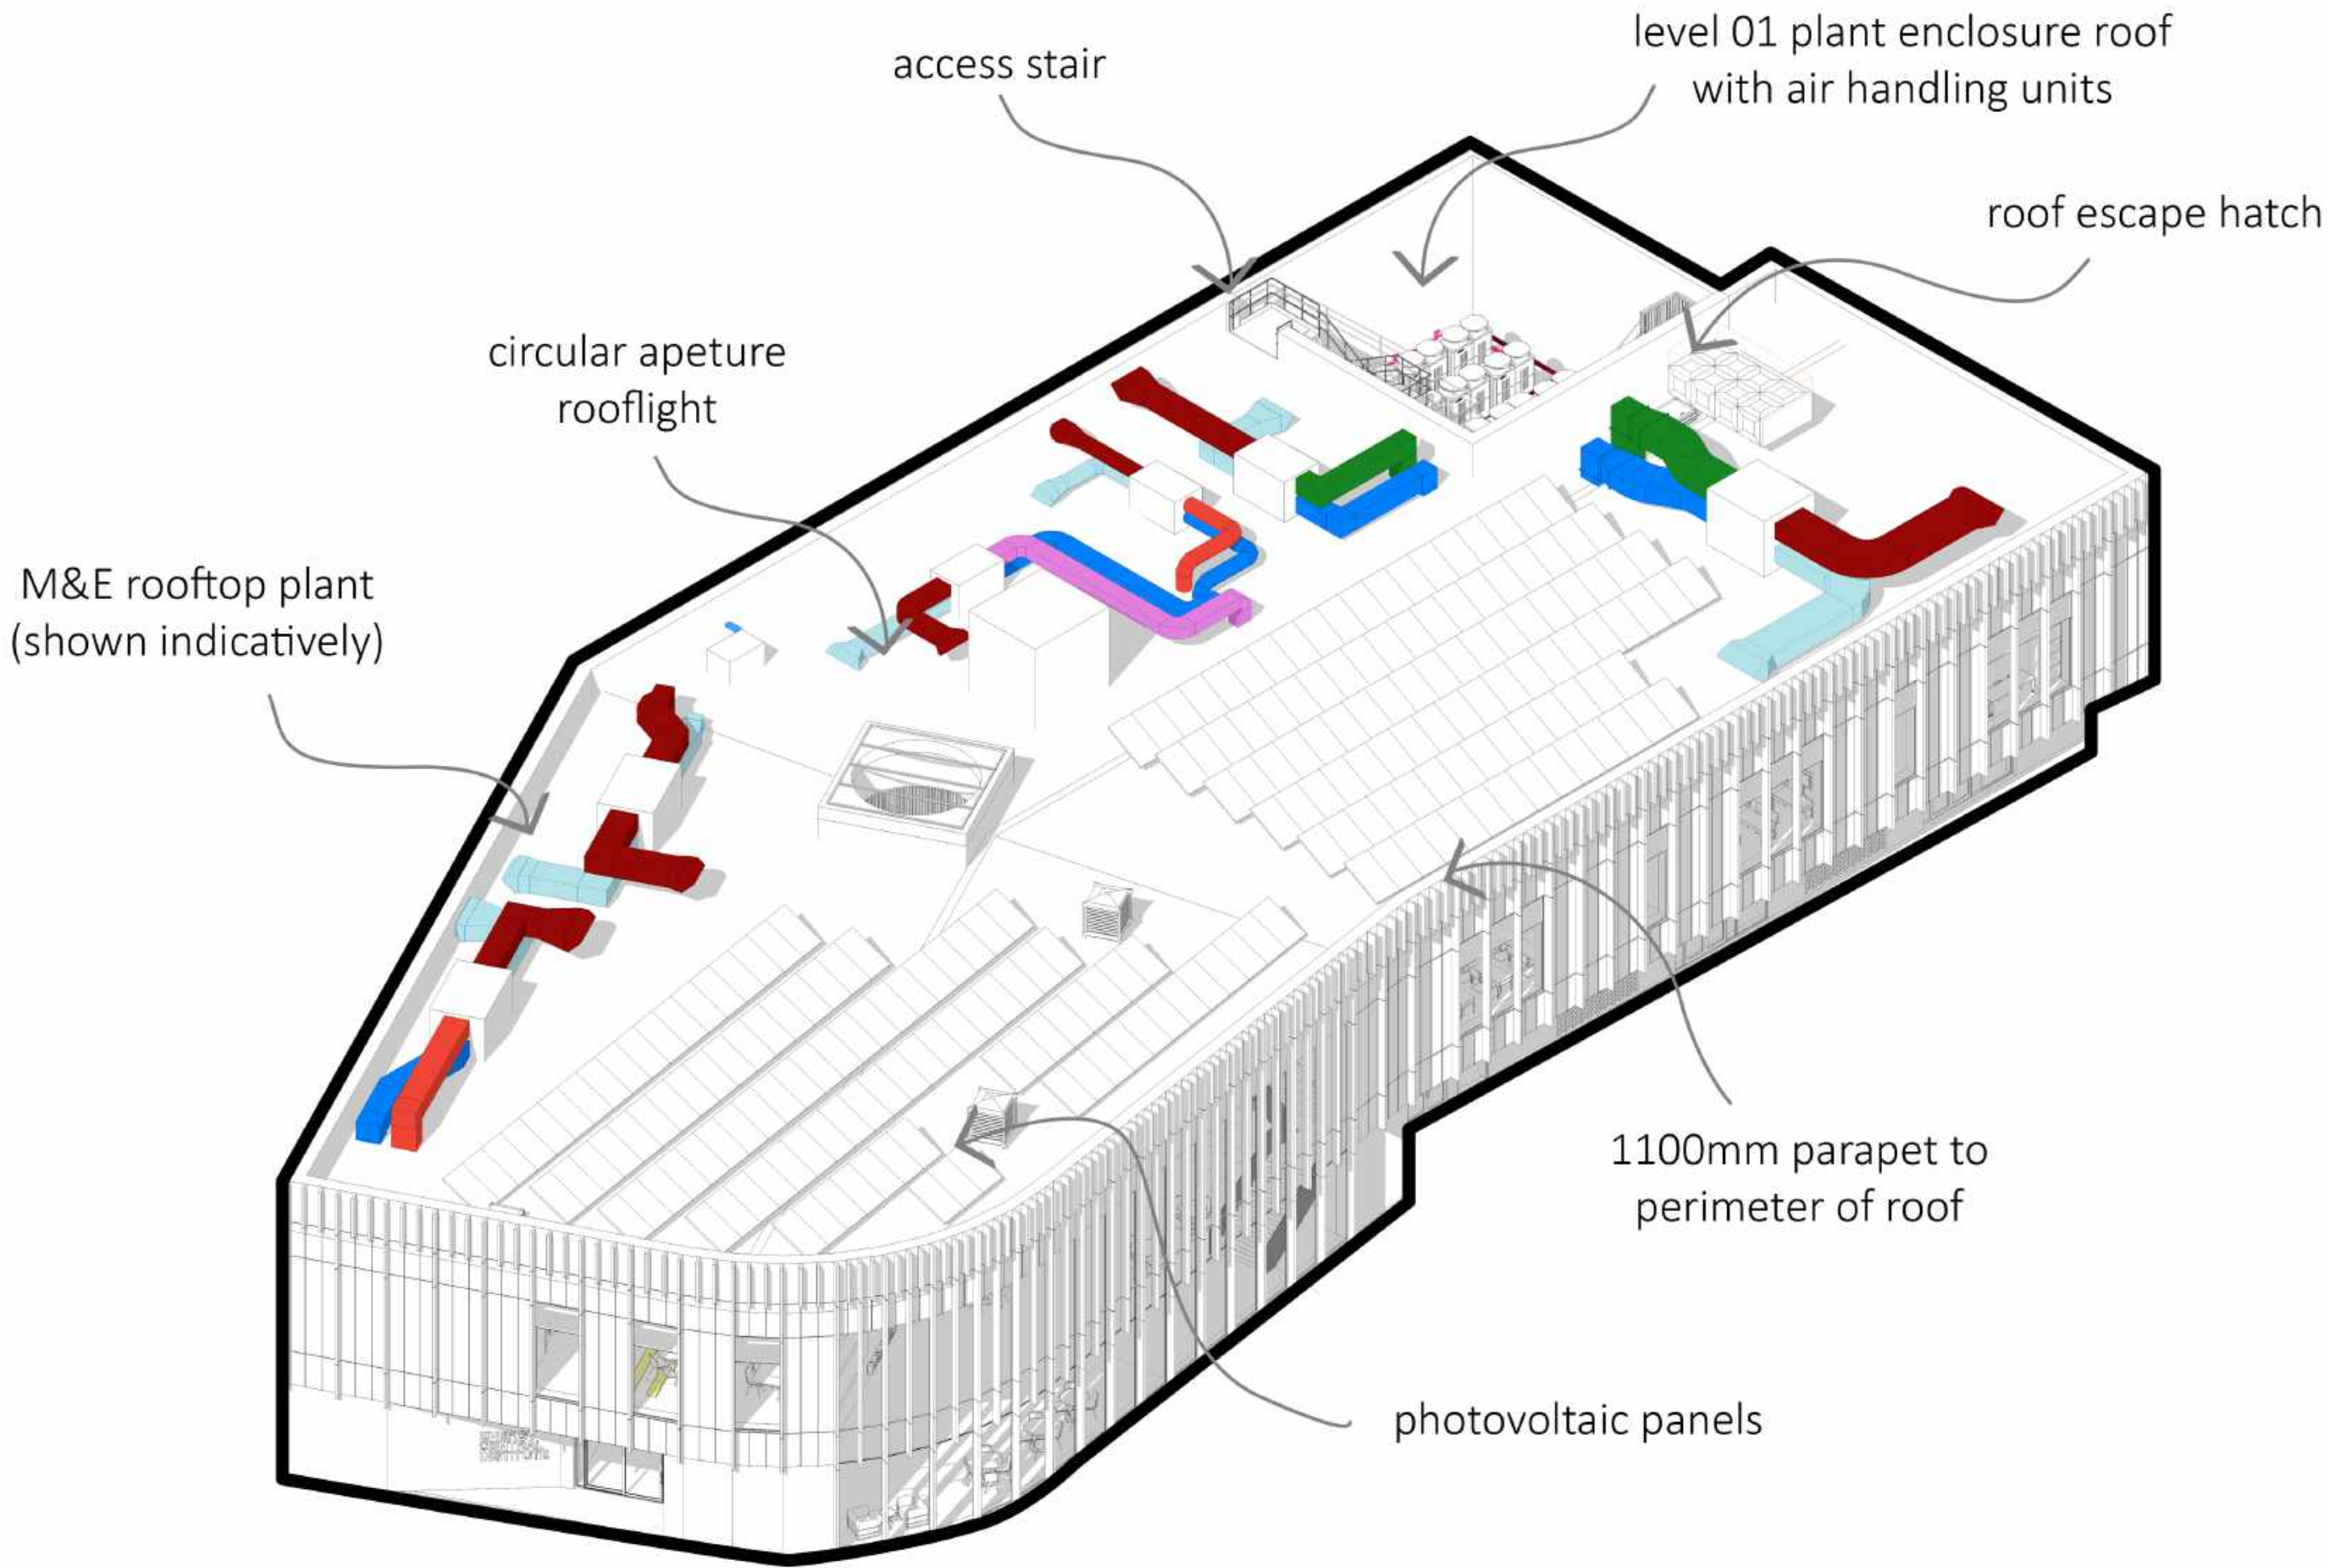 level 01 plant enclosure roof
with air handling units
access stair
roof escape hatch
circular apeture
rooflight
M&E rooftop plant
(shown indicatively)
1100mm parapet to
perimeter of roof
photovoltaic panels